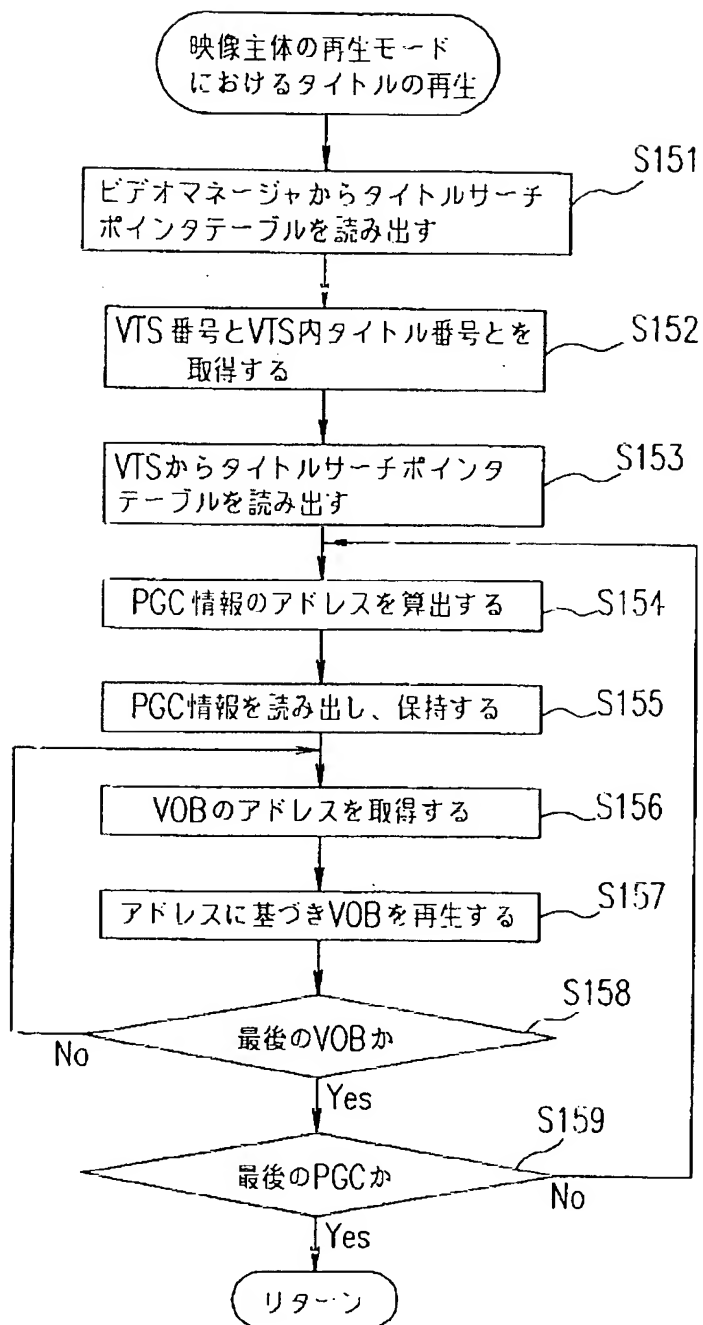 映像主体の再生モード
におけるタイトルの再生
S151
ビデオマネージャからタイトルサーチ
ポインタテーブルを読み出す
S152
VTS番号とVTS内タイトル番号とを
取得する
S153
VTSからタイトルサーチポインタ
テーブルを読み出す
PGC情報のアドレスを算出する
S154
PGC情報を読み出し、保持する
S155
VOBのアドレスを取得する
S156
アドレスに基づきVOBを再生する
S157
S158
最後のVOBか
No
Yes
S159
最後のPGCか
No
Yes
リターン